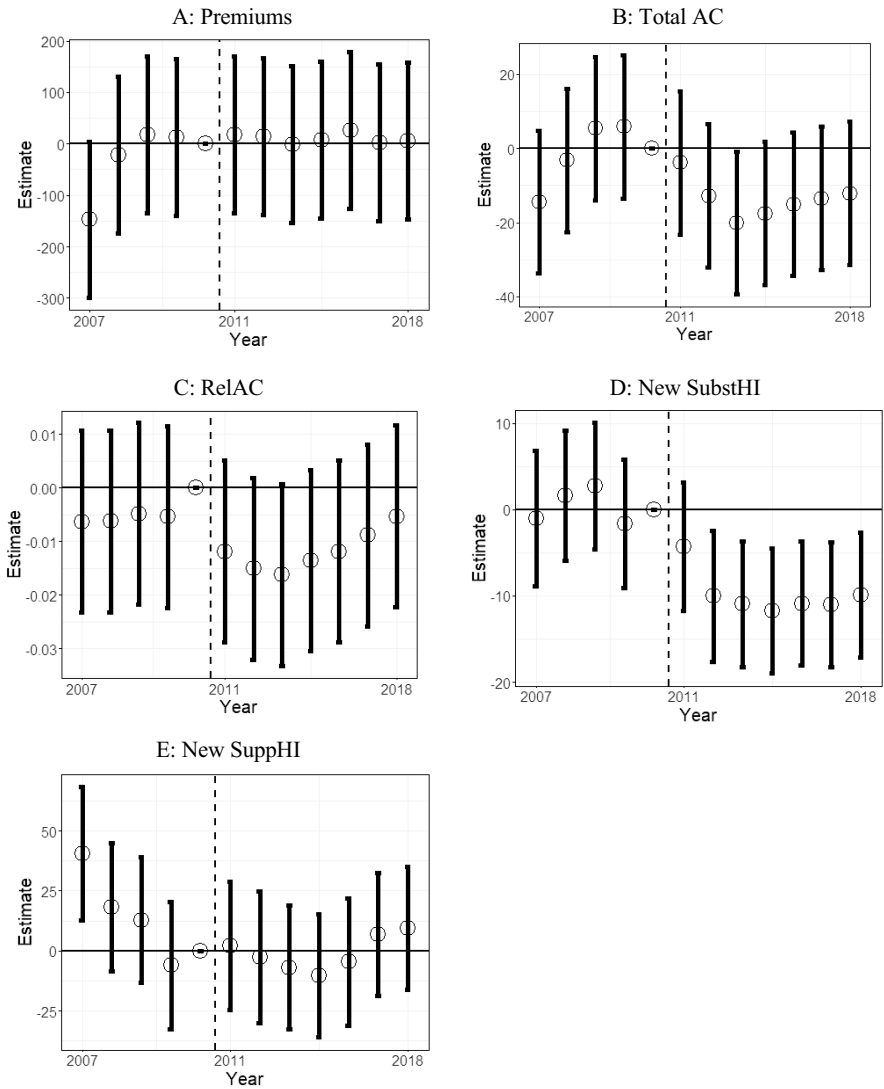 A: Premiums
200
100
0
-100
-200
-300
Estimate
2007
2011
2018
Year
B: Total AC
20
0
-20
-40
Estimate
2007
2011
2018
Year
C: RelAC
0.01
0.00
-0.01
-0.02
-0.03
Estimate
2007
2011
2018
Year
D: New SubstHI
10
0
-10
-20
Estimate
2007
2011
2018
Year
E: New SuppHI
50
25
0
-25
Estimate
2007
2011
2018
Year